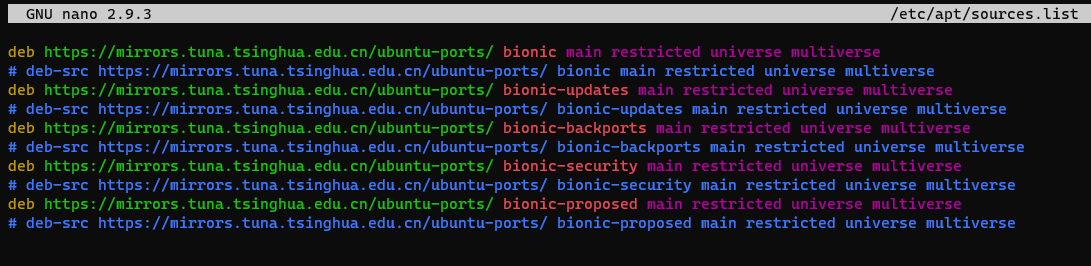 GNU nano 2.9.3 /etc/apt/sources.list
deb https://mirrors.tuna.tsinghua.edu.cn/ubuntu-ports/ bionic main restricted universe multiverse
# deb-src https://mirrors.tuna.tsinghua.edu.cn/ubuntu-ports/ bionic main restricted universe multiverse
deb https://mirrors.tuna.tsinghua.edu.cn/ubuntu-ports/ bionic-updates main restricted universe multiverse
# deb-src https://mirrors.tuna.tsinghua.edu.cn/ubuntu-ports/ bionic-updates main restricted universe multiverse
deb https://mirrors.tuna.tsinghua.edu.cn/ubuntu-ports/ bionic-backports main restricted universe multiverse
# deb-src https://mirrors.tuna.tsinghua.edu.cn/ubuntu-ports/ bionic-backports main restricted universe multiverse
deb https://mirrors.tuna.tsinghua.edu.cn/ubuntu-ports/ bionic-security main restricted universe multiverse
# deb-src https://mirrors.tuna.tsinghua.edu.cn/ubuntu-ports/ bionic-security main restricted universe multiverse
deb https://mirrors.tuna.tsinghua.edu.cn/ubuntu-ports/ bionic-proposed main restricted universe multiverse
# deb-src https://mirrors.tuna.tsinghua.edu.cn/ubuntu-ports/ bionic-proposed main restricted universe multiverse